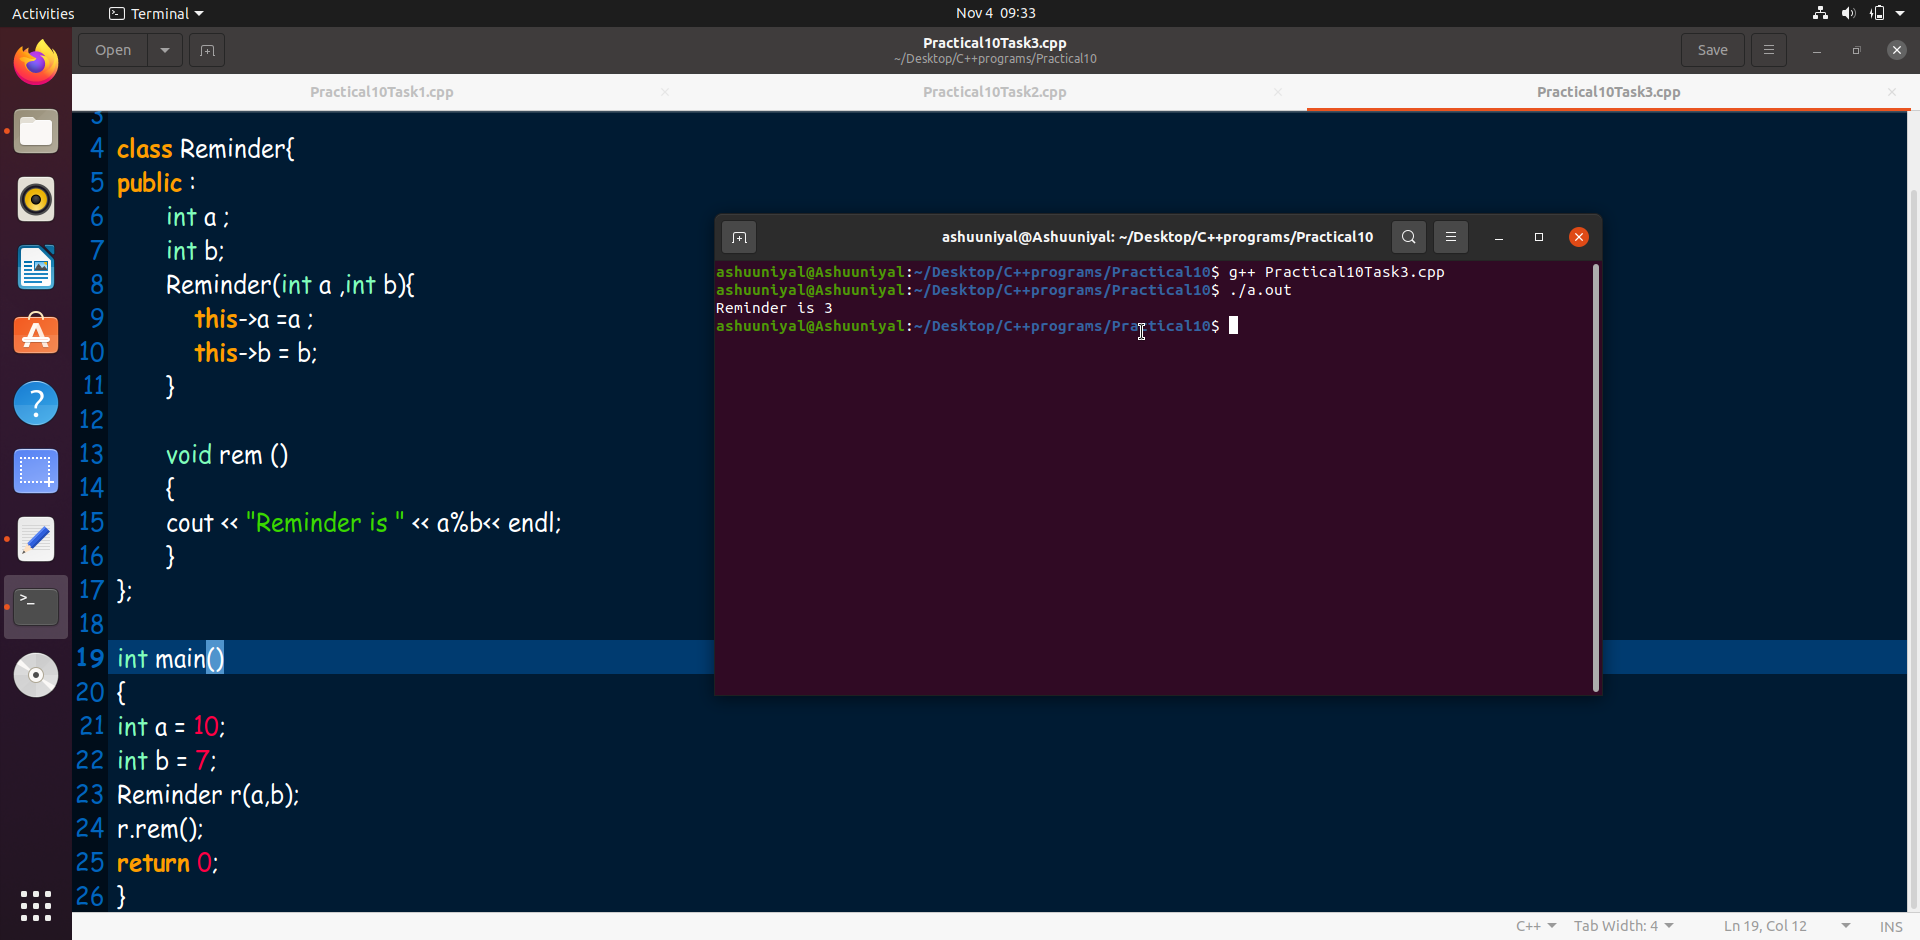 Activities
Terminal
Nov 4 09:33
Open
Practical10Task3.cpp
~/Desktop/C++programs/Practical10
Save
Practical10Task1.cpp
Practical10Task2.cpp
Practical10Task3.cpp
3
4 class Reminder{
5 public :
6 int a ;
7 int b;
8 Reminder(int a ,int b){
9 this->a =a ;
10 this->b = b;
11 }
12
13 void rem ()
14 {
15 cout << "Reminder is " << a%b<< endl;
16 }
17 };
18
19 int main()
20 {
21 int a = 10;
22 int b = 7;
23 Reminder r(a,b);
24 r.rem();
25 return 0;
26 }
ashuuniyal@Ashuuniyal: ~/Desktop/C++programs/Practical10
ashuuniyal@Ashuuniyal:~/Desktop/C++programs/Practical10$ g++ Practical10Task3.cpp
ashuuniyal@Ashuuniyal:~/Desktop/C++programs/Practical10$ ./a.out
Reminder is 3
ashuuniyal@Ashuuniyal:~/Desktop/C++programs/Practical10$
C++
Tab Width: 4
Ln 19, Col 12
INS